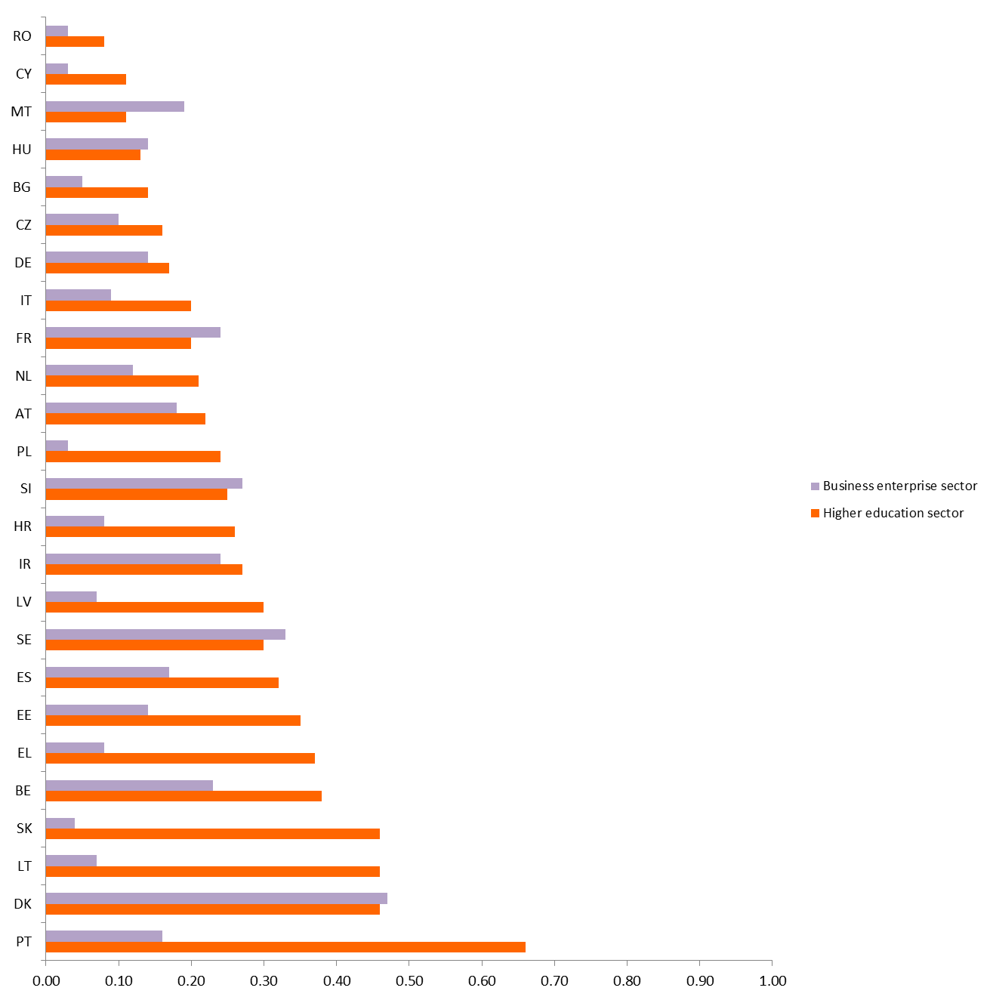 RO
CY
MT
HU
BG
CZ
DE
IT
FR
NL
AT
PL
SI
HR
IR
LV
SE
ES
EE
EL
BE
SK
LT
DK
PT
0.00 0.10 0.20 0.30 0.40 0.50 0.60 0.70 0.80 0.90 1.00
Business enterprise sector
Higher education sector